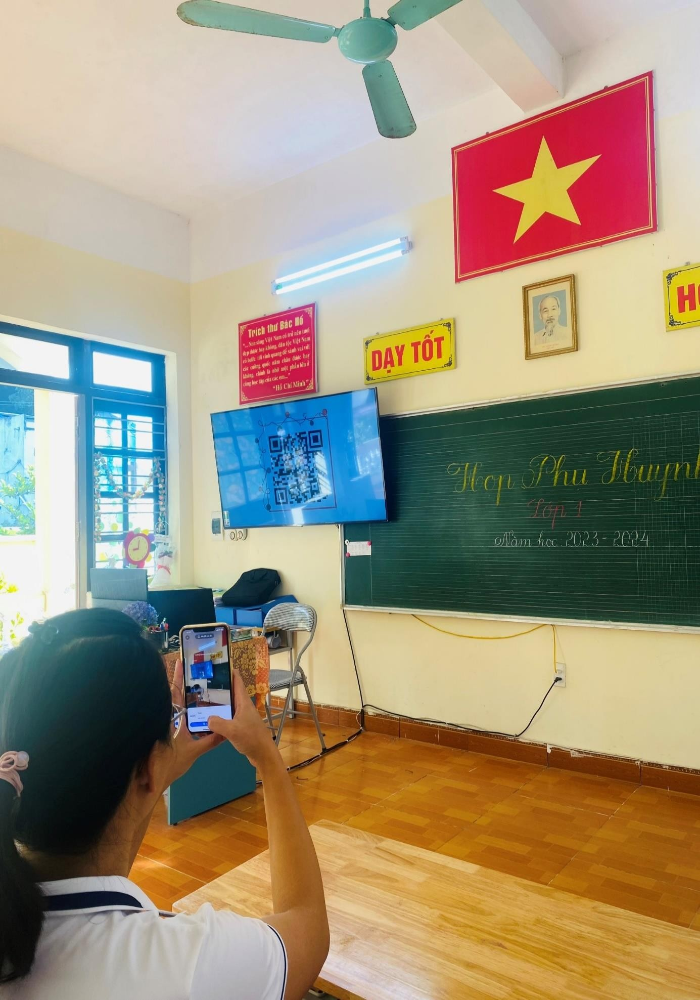 Trích thư Bác Hồ
"... Non sông Việt Nam có trở nên tươi
đẹp được hay không, dân tộc Việt Nam
có bước tới vinh quang để sánh vai với
các cường quốc năm châu được hay
không, chính là nhờ một phần lớn ở
công học tập của các em..."
"Hồ Chí Minh"
DẠY TỐT
Họp Phụ Huynh
Lớp 1
Năm học: 2023 - 2024
DẠY TỐT